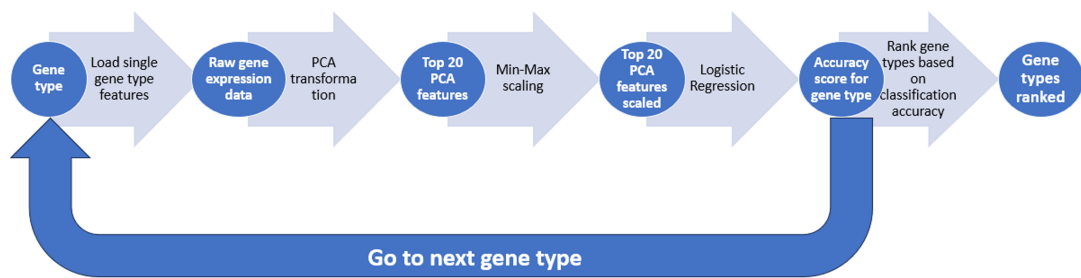 Gene
type
Load single
gene type
features
Raw gene
expression
data
PCA
transforma
tion
Top 20
PCA
features
Min-Max
scaling
Top 20
PCA
features
scaled
Logistic
Regression
Accuracy
score for
gene type
Rank gene
types based
on
classification
accuracy
Gene
types
ranked
Go to next gene type